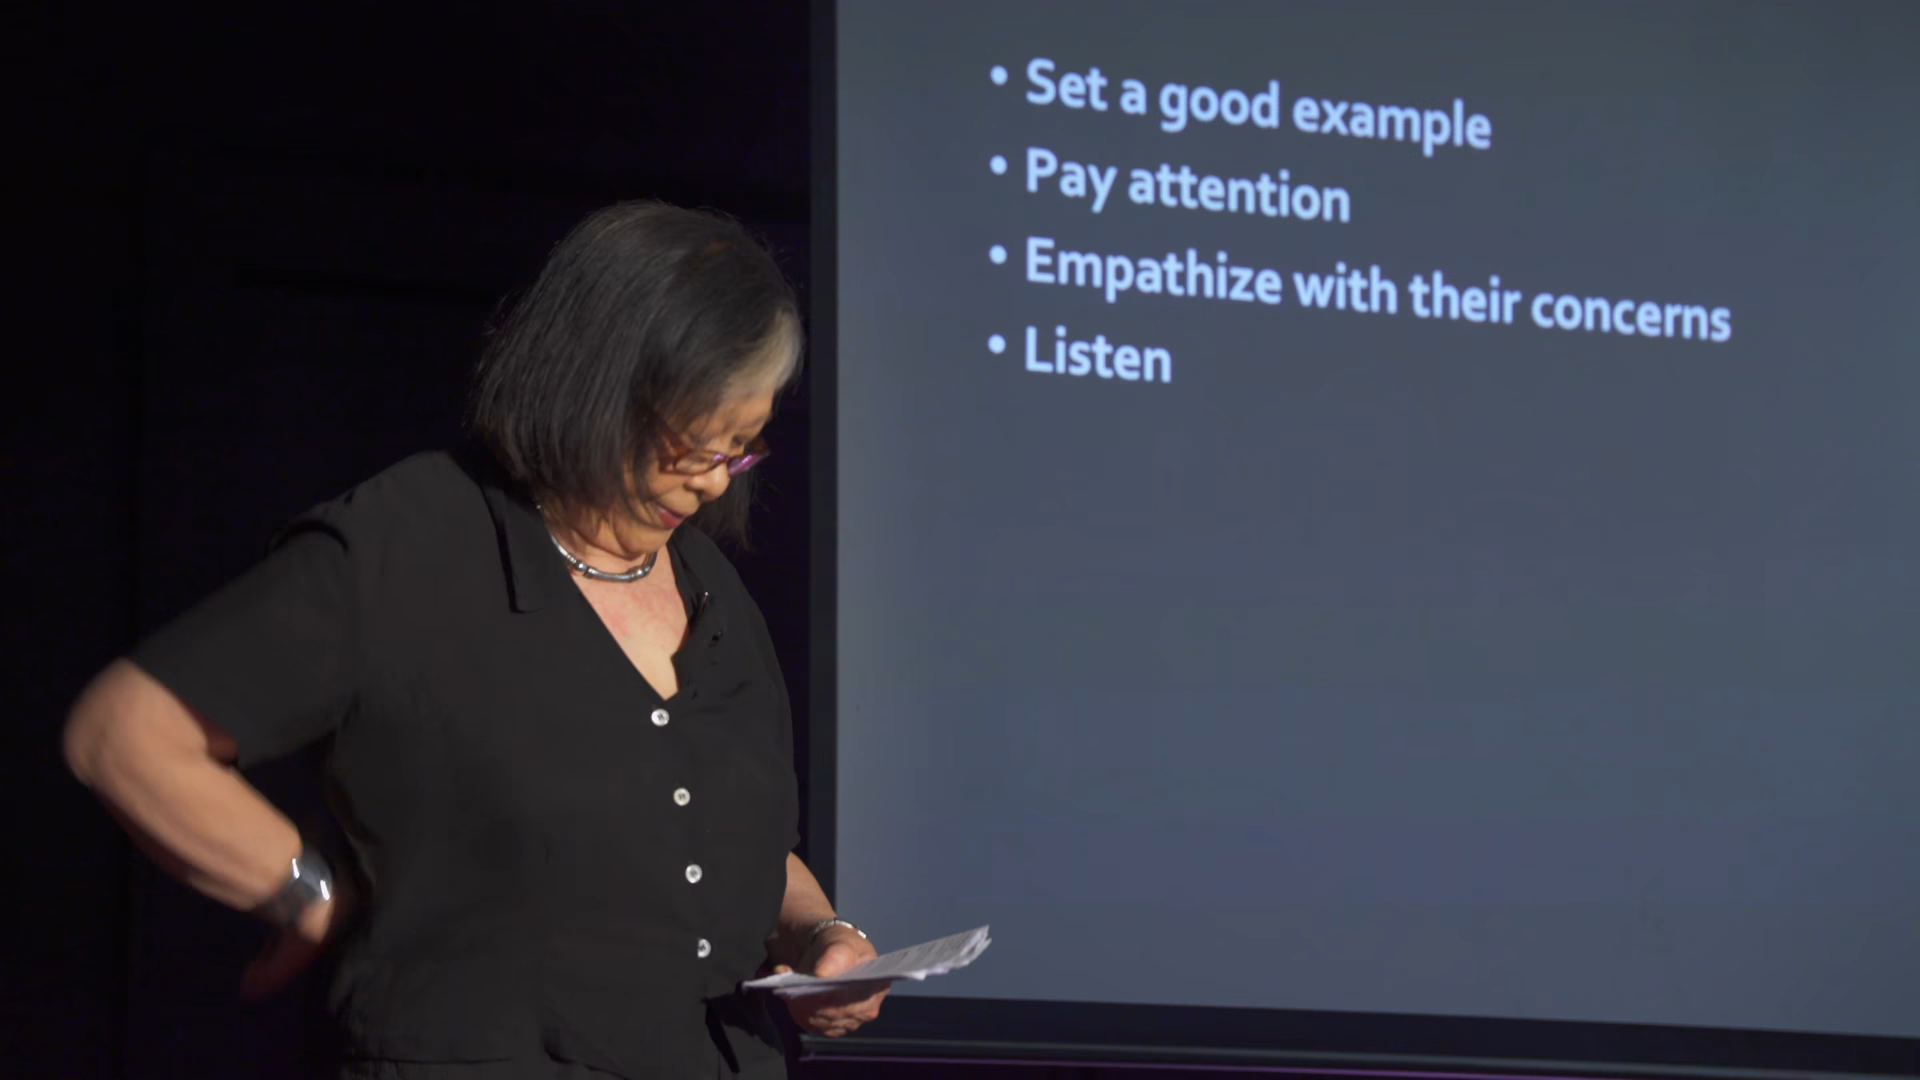 • Set a good example
• Pay attention
• Empathize with their concerns
• Listen